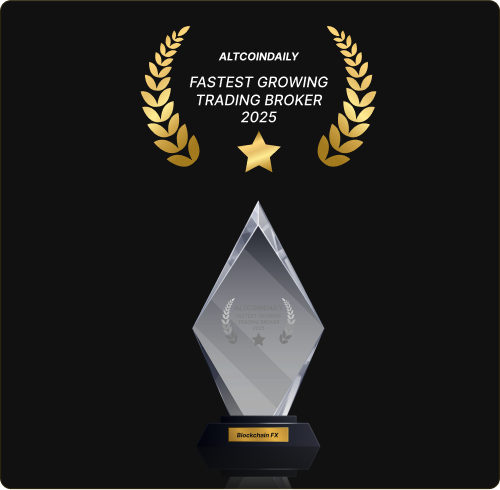 ALTCOINDAILY
FASTEST GROWING
TRADING BROKER
2025
Blockchain FX